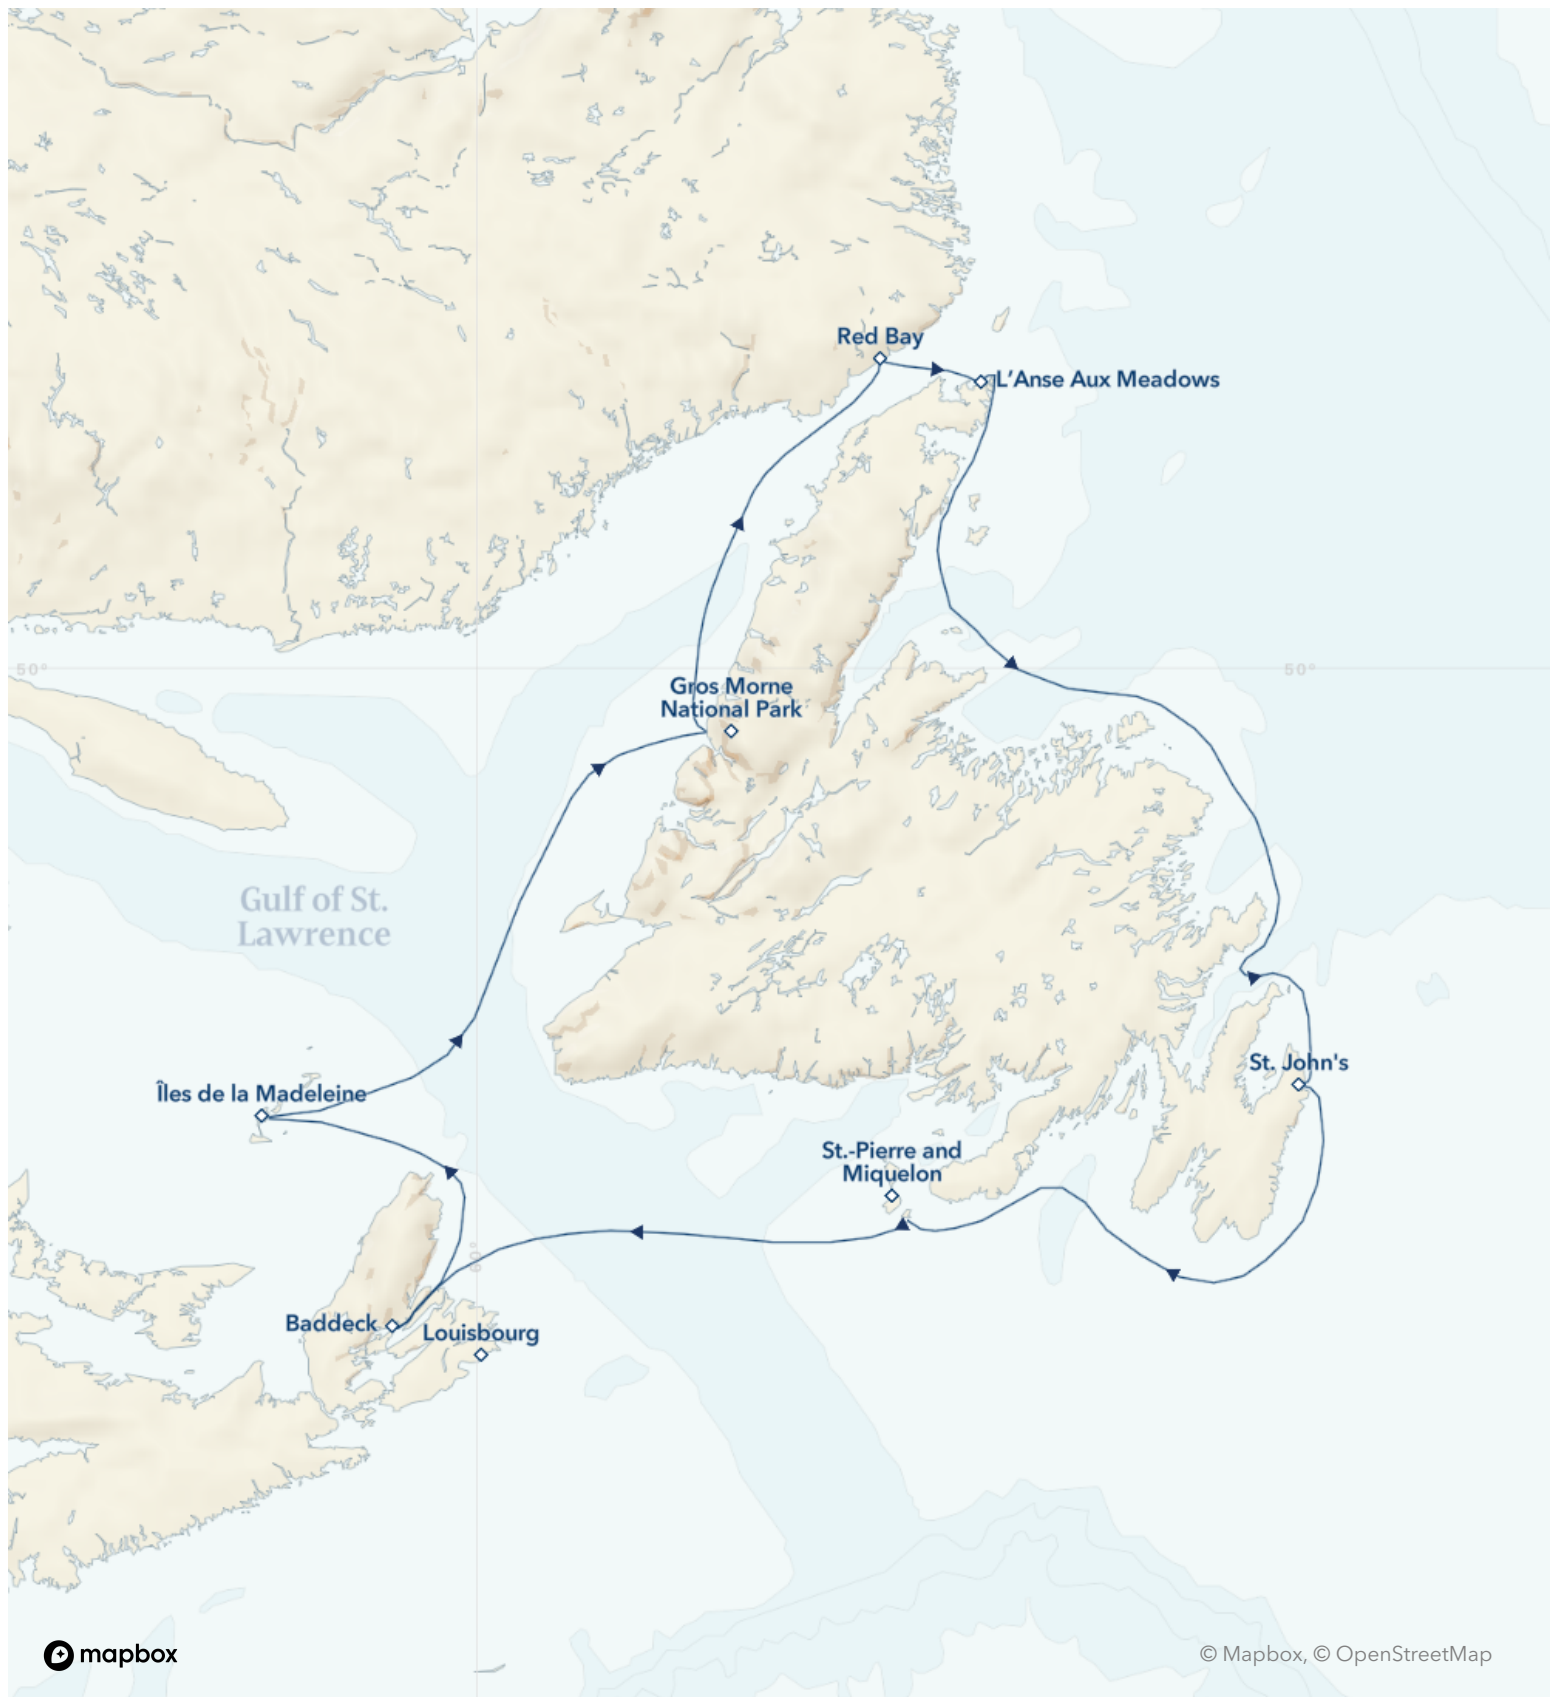 Red Bay
L’Anse Aux Meadows
50°
50°
Gros Morne
National Park
Gulf of St.
Lawrence
St. John's
Îles de la Madeleine
St.-Pierre and
Miquelon
60°
Baddeck
Louisbourg
mapbox
© Mapbox, © OpenStreetMap